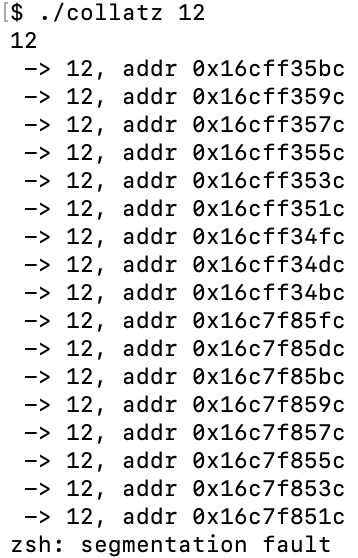 [$ ./collatz 12
12
 -> 12, addr 0x16cff35bc
 -> 12, addr 0x16cff359c
 -> 12, addr 0x16cff357c
 -> 12, addr 0x16cff355c
 -> 12, addr 0x16cff353c
 -> 12, addr 0x16cff351c
 -> 12, addr 0x16cff34fc
 -> 12, addr 0x16cff34dc
 -> 12, addr 0x16cff34bc
 -> 12, addr 0x16c7f85fc
 -> 12, addr 0x16c7f85dc
 -> 12, addr 0x16c7f85bc
 -> 12, addr 0x16c7f859c
 -> 12, addr 0x16c7f857c
 -> 12, addr 0x16c7f855c
 -> 12, addr 0x16c7f853c
 -> 12, addr 0x16c7f851c
zsh: segmentation fault